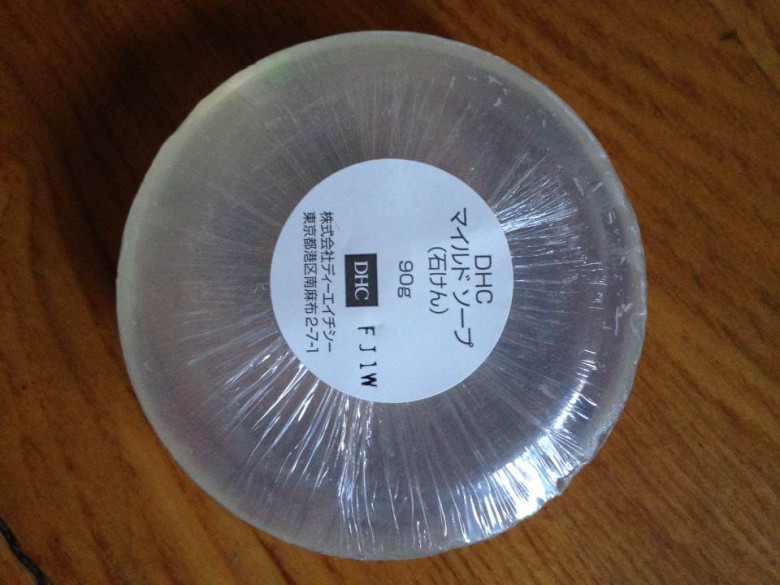 DHC
マイルド ソープ
(石けん)
90g
DHC
FJ1W
株式会社ディーエイチシー
東京都港区南麻布2-7-1